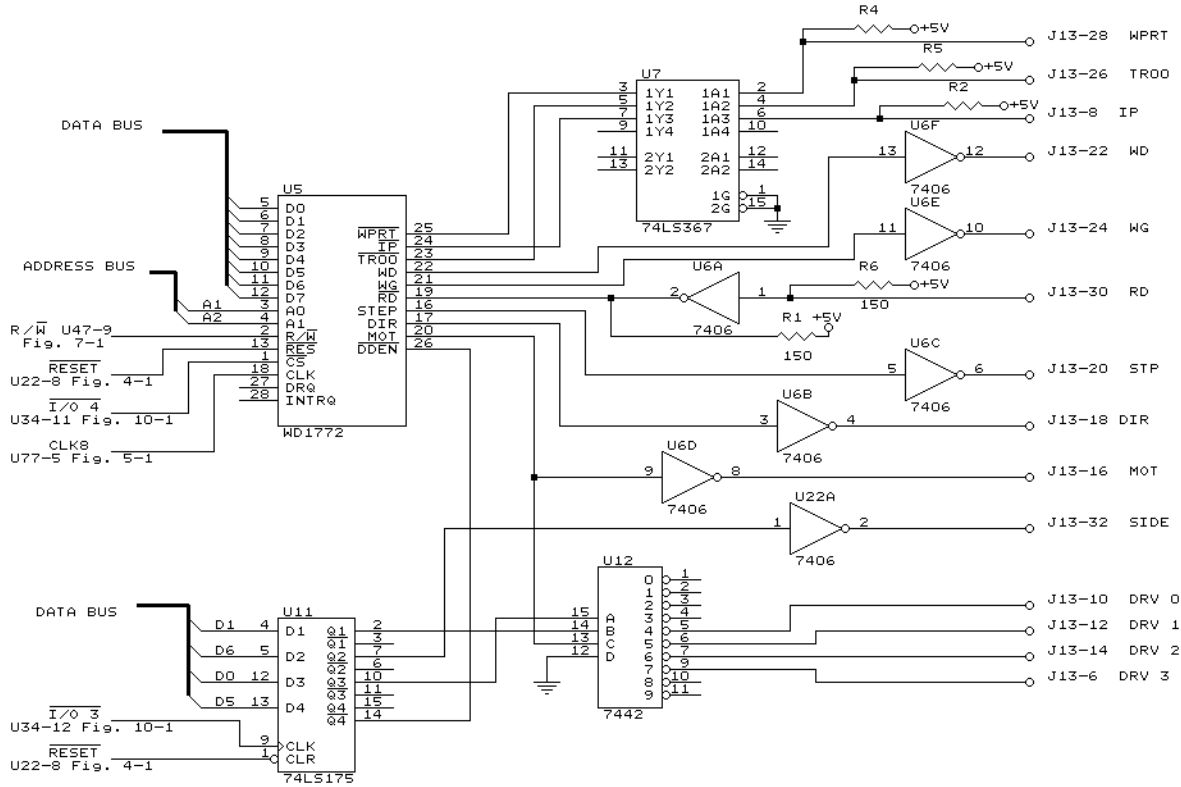 R4
+5V
J13-28 WPRT
R5
+5V
J13-26 TROO
R2
+5V
J13-8 IP
U7
3 1Y1 1A1 2
5 1Y2 1A2 4
7 1Y3 1A3 6
9 1Y4 1A4 10
11 2Y1 2A1 12
13 2Y2 2A2 14
1G 1
2G 15
74LS367
U6F
13 12
7406
J13-22 WD
U6E
11 10
7406
J13-24 WG
DATA BUS
ADDRESS BUS
U5
5 D0
6 D1
7 D2
8 D3
9 D4
10 D5
11 D6
12 D7
A1 3 A0
A2 4 A1
R/W U47-9 2 R/W
Fig. 7-1
13 RES
RESET
U22-8 Fig. 4-1
1 CS
18 CLK
27 DRQ
28 INTRQ
I/O 4
U34-11 Fig. 10-1
CLK8
U77-5 Fig. 5-1
WPRT 25
IP 24
TROO 23
WD 22
WG 21
RD 19
STEP 16
DIR 17
MOT 20
DDEN 26
WD1772
U6A
2 1
7406
R6
+5V
150
J13-30 RD
R1 +5V
150
U6C
5 6
7406
J13-20 STP
U6B
3 4
7406
J13-18 DIR
U6D
9 8
7406
J13-16 MOT
U22A
1 2
7406
J13-32 SIDE
U12
0 1
1 2
2 3
3 4
15 A 4 5
14 B 5 6
13 C 6 7
12 D 7 9
8 10
9 11
7442
J13-10 DRV 0
J13-12 DRV 1
J13-14 DRV 2
J13-6 DRV 3
DATA BUS
U11
D1 4 D1 Q1 2
Q1 3
D6 5 D2 Q2 7
Q2 6
D0 12 D3 Q3 10
Q3 11
D5 13 D4 Q4 15
Q4 14
I/O 3
U34-12 Fig. 10-1
9 CLK
RESET
1 CLR
U22-8 Fig. 4-1
74LS175